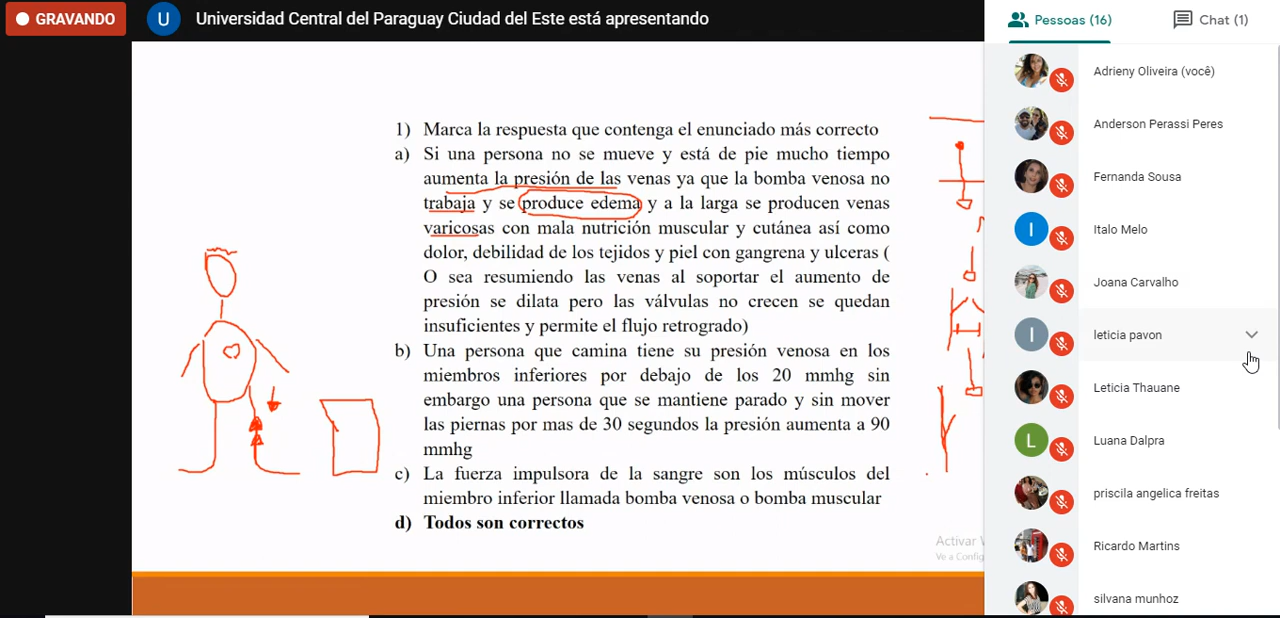 GRAVANDO
U
Universidad Central del Paraguay Ciudad del Este está apresentando
Pessoas (16)
Chat (1)
1) Marca la respuesta que contenga el enunciado más correcto
a) Si una persona no se mueve y está de pie mucho tiempo
aumenta la presión de las venas ya que la bomba venosa no
trabaja y se produce edema y a la larga se producen venas
varicosas con mala nutrición muscular y cutánea así como
dolor, debilidad de los tejidos y piel con gangrena y ulceras (
O sea resumiendo las venas al soportar el aumento de
presión se dilata pero las válvulas no crecen se quedan
insuficientes y permite el flujo retrogrado)
b) Una persona que camina tiene su presión venosa en los
miembros inferiores por debajo de los 20 mmhg sin
embargo una persona que se mantiene parado y sin mover
las piernas por mas de 30 segundos la presión aumenta a 90
mmhg
c) La fuerza impulsora de la sangre son los músculos del
miembro inferior llamada bomba venosa o bomba muscular
d) Todos son correctos
Activar
Ve a Config
Adrieny Oliveira (você)
Anderson Perassi Peres
Fernanda Sousa
I
Italo Melo
Joana Carvalho
l
leticia pavon
Leticia Thauane
L
Luana Dalpra
priscila angelica freitas
Ricardo Martins
silvana munhoz